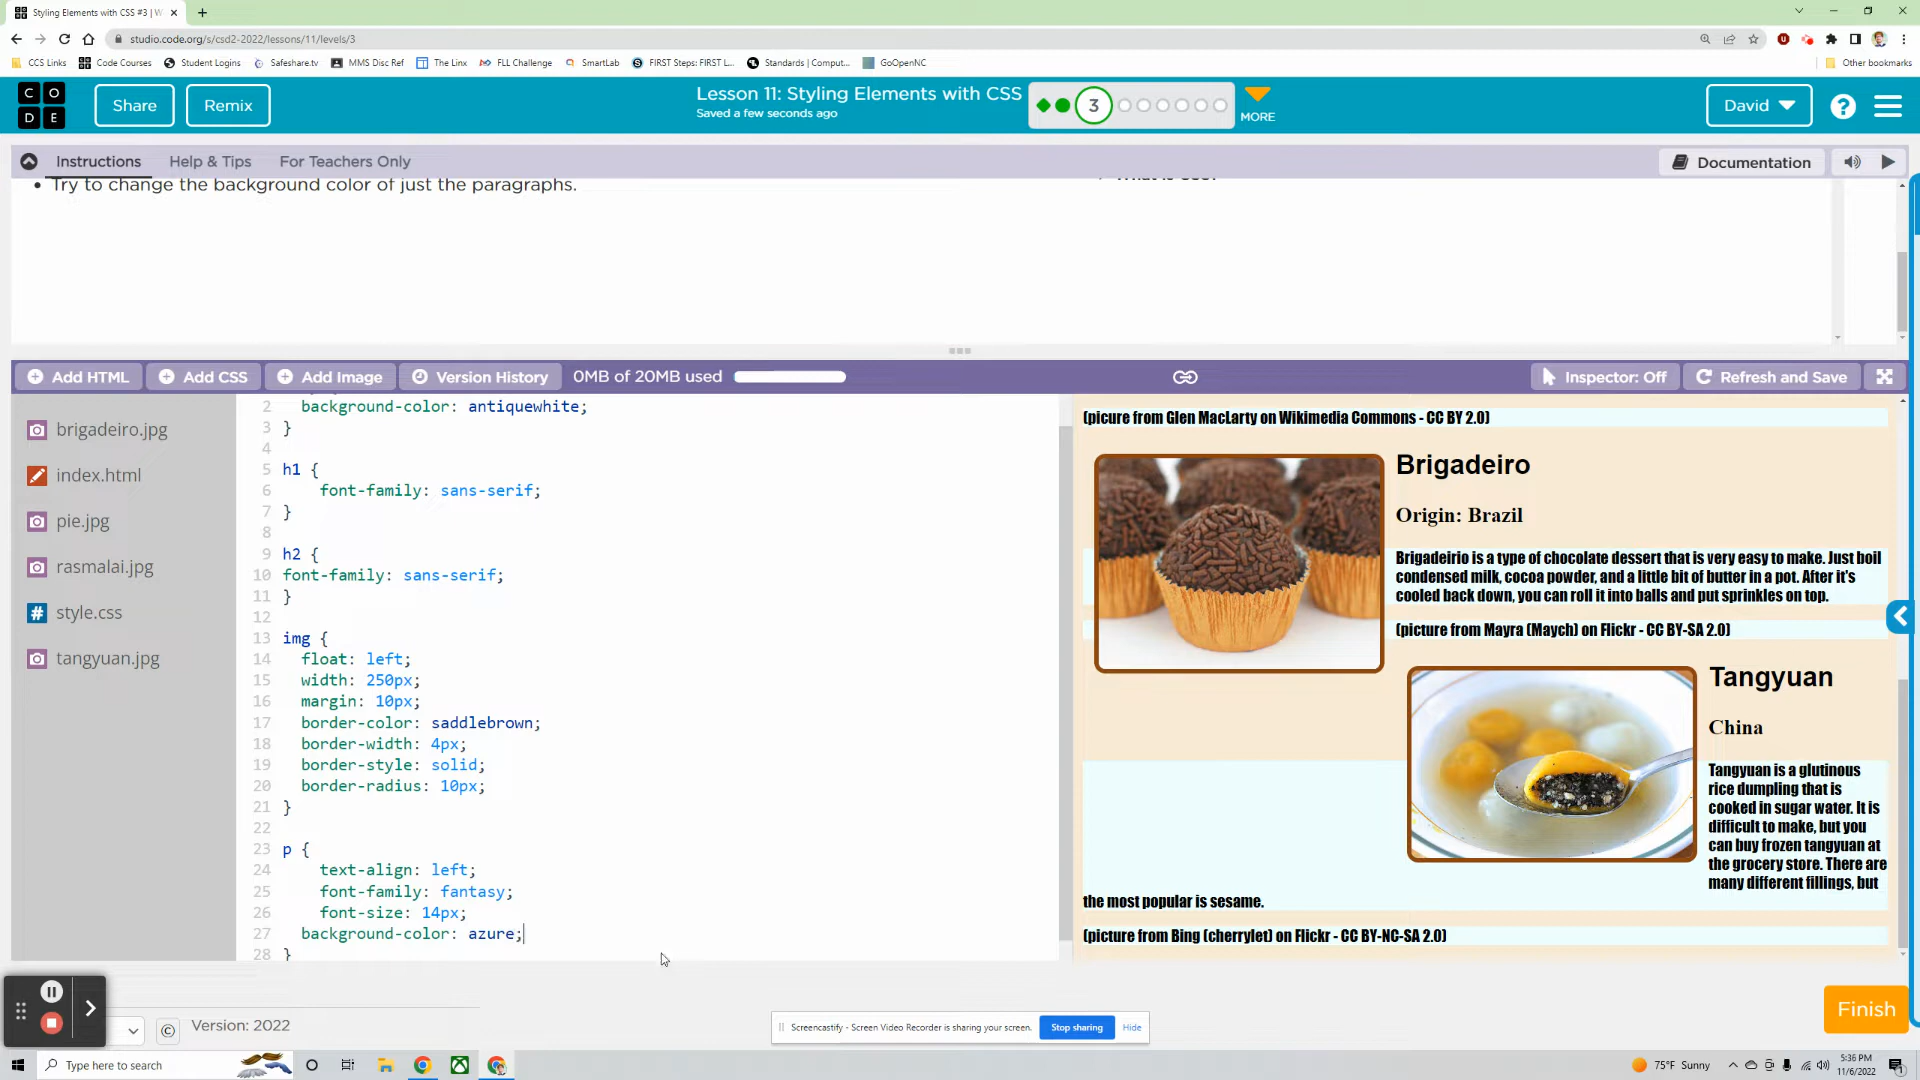 Styling Elements with CSS #3 | W
studio.code.org/s/csd2-2022/lessons/11/levels/3
CCS Links
Code Courses
Student Logins
Safeshare.tv
MMS Disc Ref
The Linx
FLL Challenge
SmartLab
FIRST Steps: FIRST L...
Standards | Comput...
GoOpenNC
Other bookmarks
C O
D E
Share
Remix
Lesson 11: Styling Elements with CSS
Saved a few seconds ago
3
MORE
David
?
Instructions
Help & Tips
For Teachers Only
Documentation
• Try to change the background color of just the paragraphs.
What is CSS?
Add HTML
Add CSS
Add Image
Version History
0MB of 20MB used
Inspector: Off
Refresh and Save
brigadeiro.jpg
index.html
pie.jpg
rasmalai.jpg
# style.css
tangyuan.jpg
2 background-color: antiquewhite;
3 }
4
5 h1 {
6 font-family: sans-serif;
7 }
8
9 h2 {
10 font-family: sans-serif;
11 }
12
13 img {
14 float: left;
15 width: 250px;
16 margin: 10px;
17 border-color: saddlebrown;
18 border-width: 4px;
19 border-style: solid;
20 border-radius: 10px;
21 }
22
23 p {
24 text-align: left;
25 font-family: fantasy;
26 font-size: 14px;
27 background-color: azure;
28 }
(picure from Glen MacLarty on Wikimedia Commons - CC BY 2.0)
Brigadeiro
Origin: Brazil
Brigadeirio is a type of chocolate dessert that is very easy to make. Just boil
condensed milk, cocoa powder, and a little bit of butter in a pot. After it's
cooled back down, you can roll it into balls and put sprinkles on top.
(picture from Mayra (Maych) on Flickr - CC BY-SA 2.0)
Tangyuan
China
Tangyuan is a glutinous
rice dumpling that is
cooked in sugar water. It is
difficult to make, but you
can buy frozen tangyuan at
the grocery store. There are
many different fillings, but
the most popular is sesame.
(picture from Bing (cherrylet) on Flickr - CC BY-NC-SA 2.0)
Finish
© Version: 2022
Screencastify - Screen Video Recorder is sharing your screen.
Stop sharing
Hide
Type here to search
75°F Sunny
5:36 PM
11/6/2022